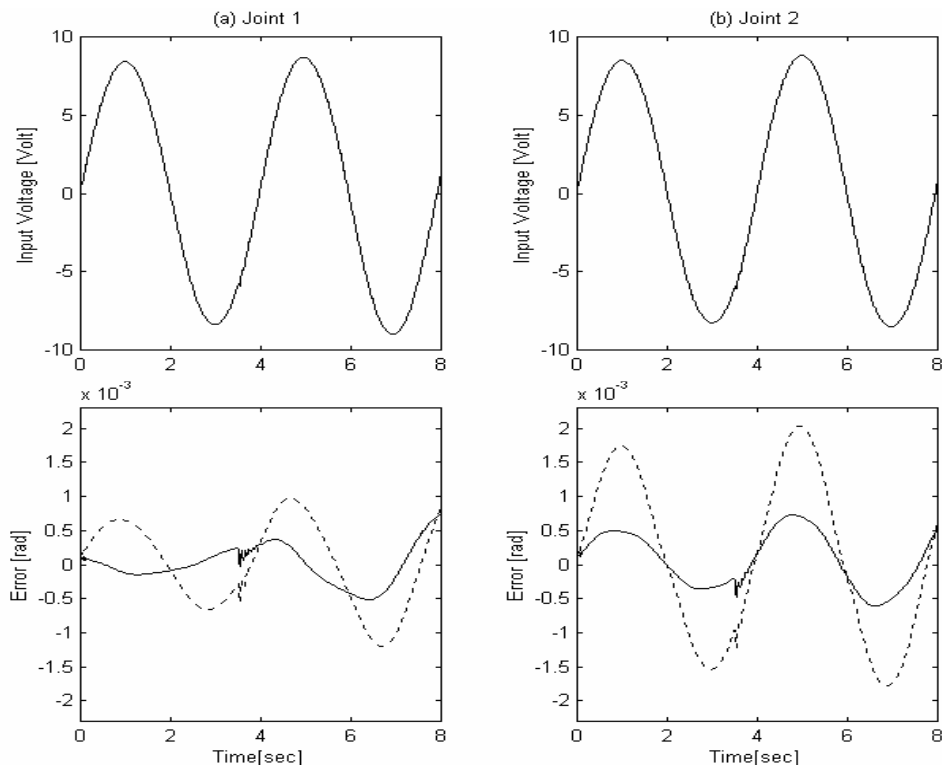 (a) Joint 1
(b) Joint 2
10
5
0
-5
-10
Input Voltage [Volt]
0 2 4 6 8
10
5
0
-5
-10
Input Voltage [Volt]
0 2 4 6 8
x 10^-3
2
1.5
1
0.5
0
-0.5
-1
-1.5
-2
Error [rad]
0 2 4 6 8
Time[sec]
x 10^-3
2
1.5
1
0.5
0
-0.5
-1
-1.5
-2
Error [rad]
0 2 4 6 8
Time[sec]